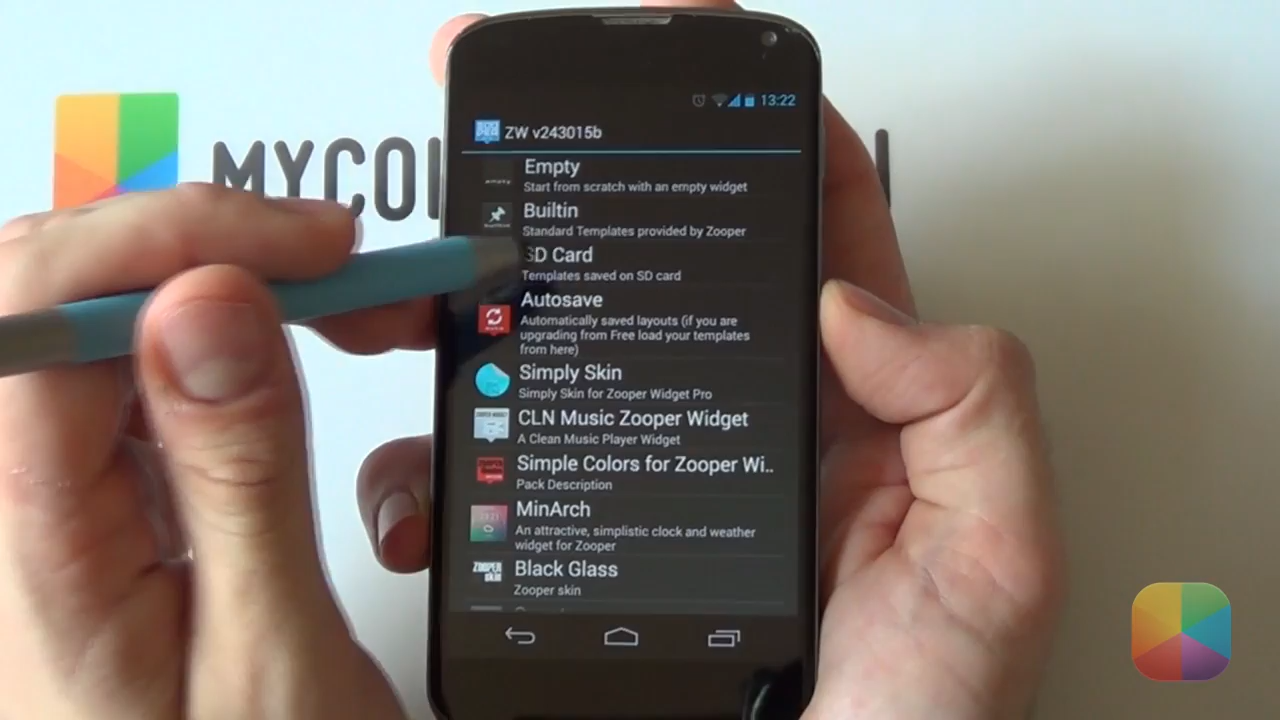 13:22
ZW v243015b
MYCO
Empty
Start from scratch with an empty widget
Builtin
Standard Templates provided by Zooper
SD Card
Templates saved on SD card
Autosave
Automatically saved layouts (if you are
upgrading from Free load your templates
from here)
Simply Skin
Simply Skin for Zooper Widget Pro
CLN Music Zooper Widget
A Clean Music Player Widget
Simple Colors for Zooper Wi..
Pack Description
MinArch
An attractive, simplistic clock and weather
widget for Zooper
ZOOPER
Black Glass
Zooper skin